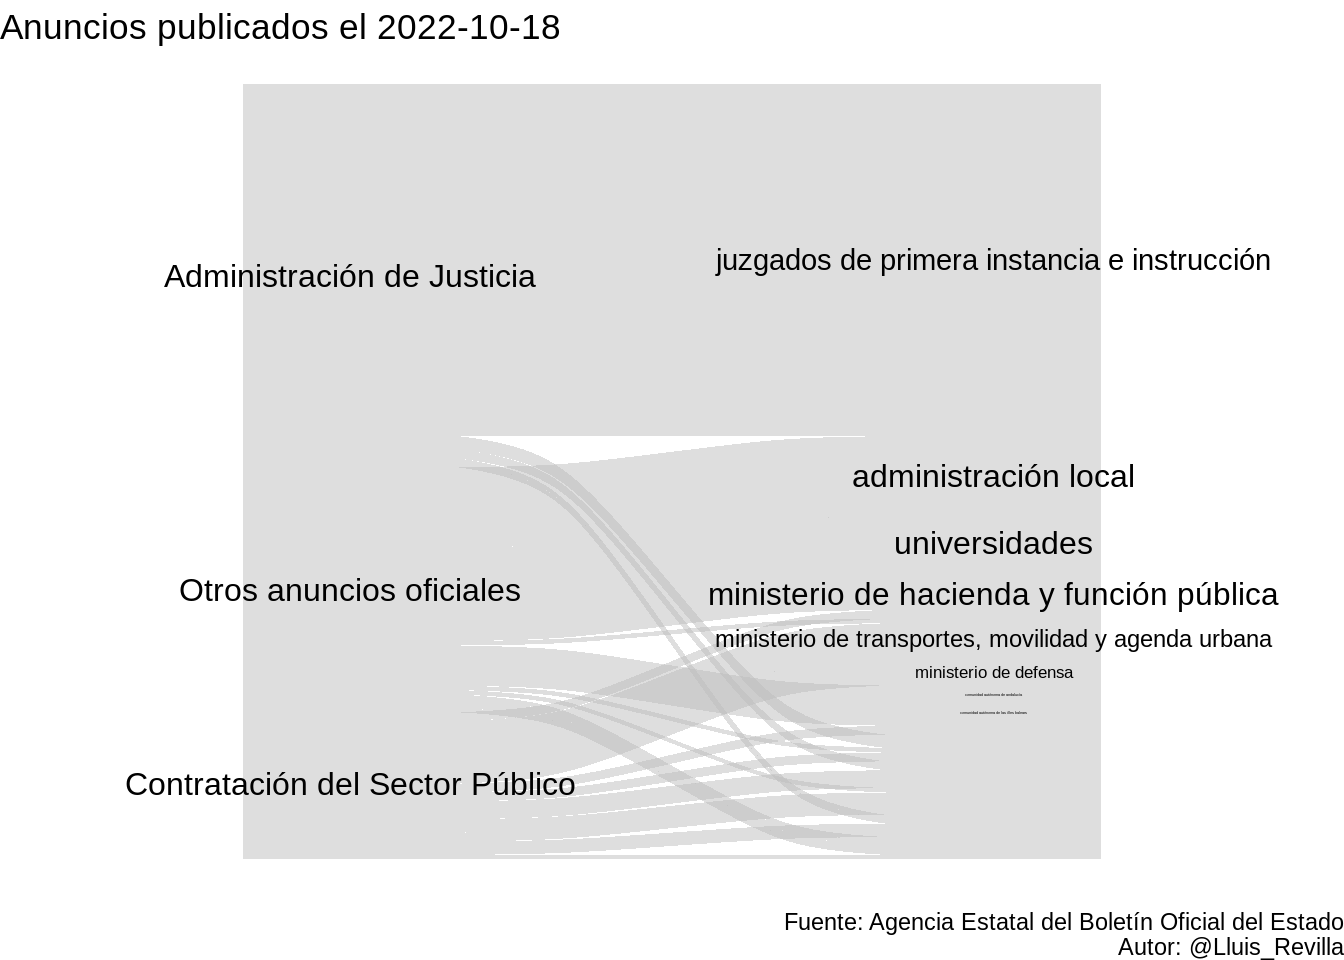 Anuncios publicados el 2022-10-18
Administración de Justicia
juzgados de primera instancia e instrucción
administración local
universidades
Otros anuncios oficiales
ministerio de hacienda y función pública
ministerio de transportes, movilidad y agenda urbana
ministerio de defensa
comunidad autónoma de andalucía
comunidad autónoma de las illes balears
Contratación del Sector Público
Fuente: Agencia Estatal del Boletín Oficial del Estado
Autor: @Lluis_Revilla